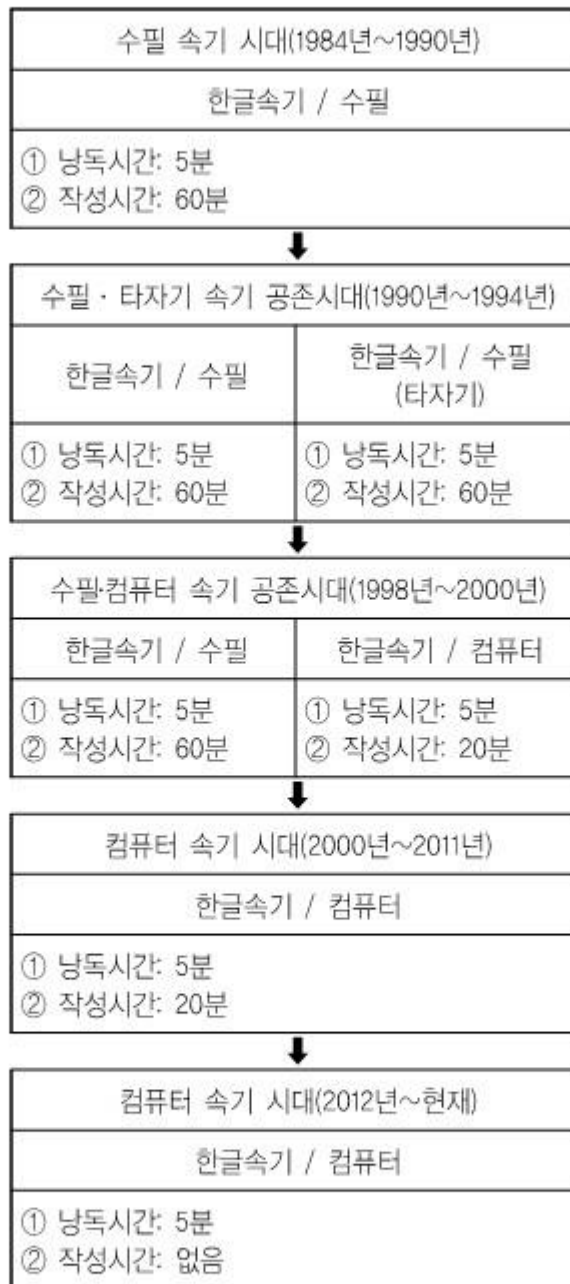 수필 속기 시대(1984년~1990년)
한글속기 / 수필
① 낭독시간: 5분
② 작성시간: 60분
수필·타자기 속기 공존시대(1990년~1994년)
한글속기 / 수필
한글속기 / 수필
(타자기)
① 낭독시간: 5분
② 작성시간: 60분
① 낭독시간: 5분
② 작성시간: 60분
수필·컴퓨터 속기 공존시대(1998년~2000년)
한글속기 / 수필
한글속기 / 컴퓨터
① 낭독시간: 5분
② 작성시간: 60분
① 낭독시간: 5분
② 작성시간: 20분
컴퓨터 속기 시대(2000년~2011년)
한글속기 / 컴퓨터
① 낭독시간: 5분
② 작성시간: 20분
컴퓨터 속기 시대(2012년~현재)
한글속기 / 컴퓨터
① 낭독시간: 5분
② 작성시간: 없음